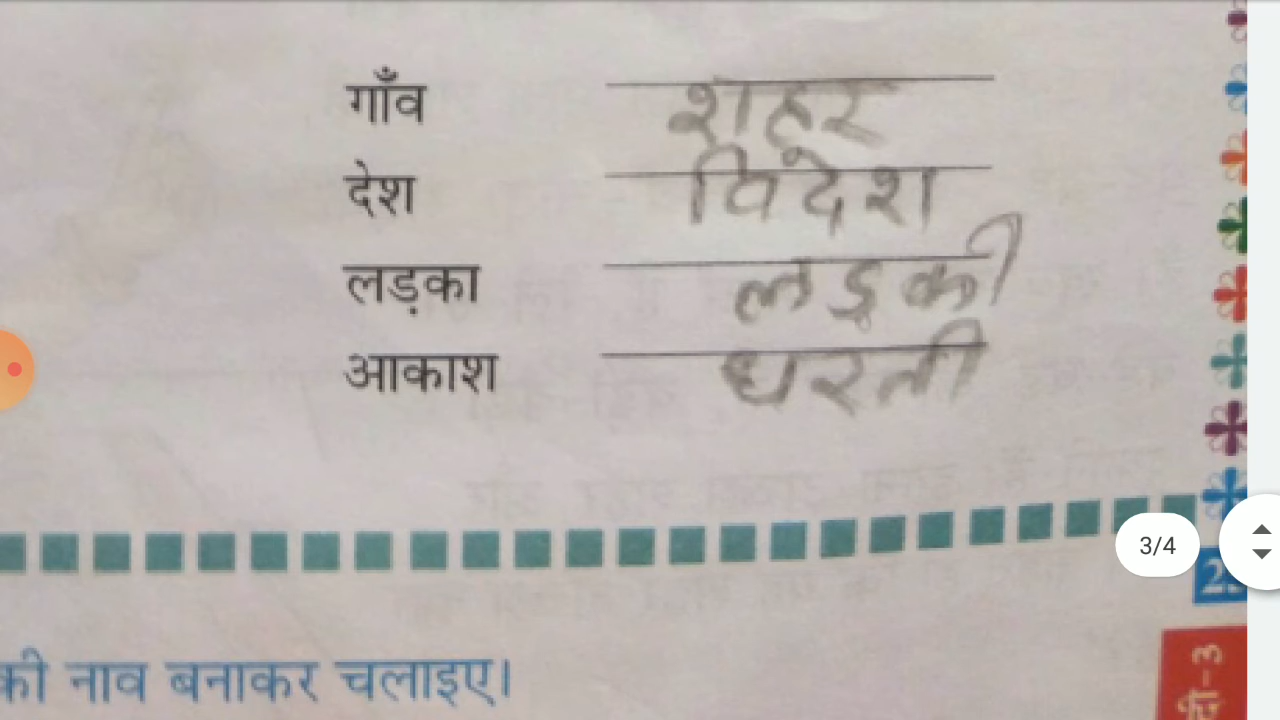 गाँव शहर
देश विदेश
लड़का लड़की
आकाश धरती
3/4
की नाव बनाकर चलाइए।